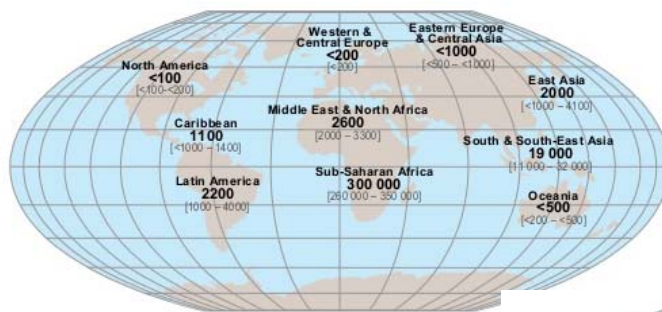 Western &
Central Europe
<200
[<200]
Eastern Europe
& Central Asia
<1000
[<500 – <1000]
North America
<100
[<100-<200]
East Asia
2000
[<1000 – 4100]
Middle East & North Africa
2600
[2000 – 3300]
Caribbean
1100
[<1000 – 1400]
South & South-East Asia
19 000
[11 000 – 32 000]
Sub-Saharan Africa
300 000
[260 000 – 350 000]
Latin America
2200
[1000 – 4000]
Oceania
<500
[<200 – <500]